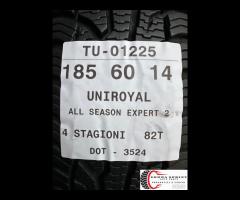 TU-01225
185 60 14
UNIROYAL
ALL SEASON EXPERT 2
4 STAGIONI 82T
DOT - 3524